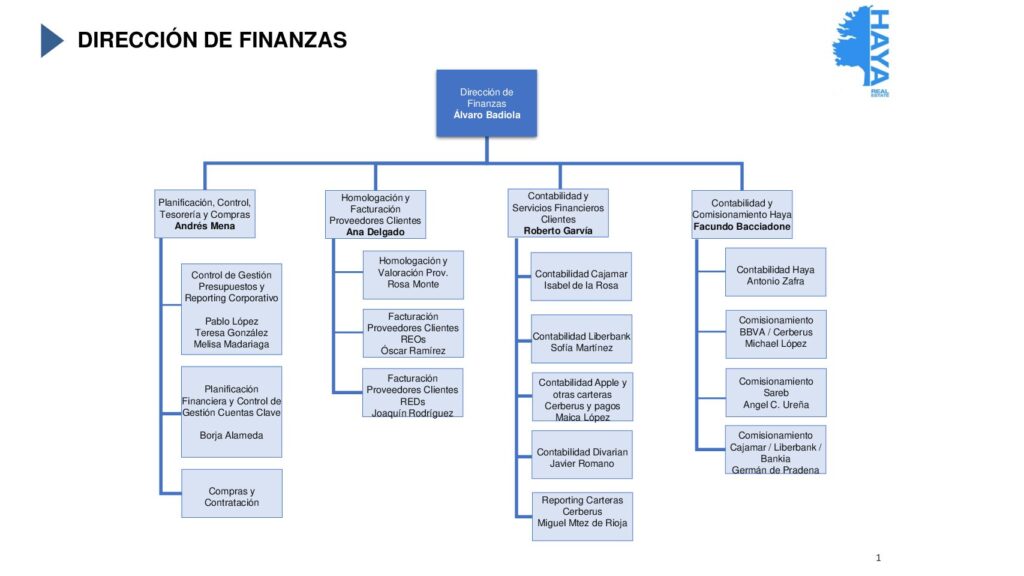 DIRECCIÓN DE FINANZAS
HAYA
REAL
ESTATE
Dirección de
Finanzas
Álvaro Badiola
Planificación, Control,
Tesorería y Compras
Andrés Mena
Control de Gestión
Presupuestos y
Reporting Corporativo
Pablo López
Teresa González
Melisa Madariaga
Planificación
Financiera y Control de
Gestión Cuentas Clave
Borja Alameda
Compras y
Contratación
Homologación y
Facturación
Proveedores Clientes
Ana Delgado
Homologación y
Valoración Prov.
Rosa Monte
Facturación
Proveedores Clientes
REOs
Óscar Ramírez
Facturación
Proveedores Clientes
REDs
Joaquín Rodríguez
Contabilidad y
Servicios Financieros
Clientes
Roberto Garvía
Contabilidad Cajamar
Isabel de la Rosa
Contabilidad Liberbank
Sofía Martínez
Contabilidad Apple y
otras carteras
Cerberus y pagos
Maica López
Contabilidad Divarian
Javier Romano
Reporting Carteras
Cerberus
Miguel Mtez de Rioja
Contabilidad y
Comisionamiento Haya
Facundo Bacciadone
Contabilidad Haya
Antonio Zafra
Comisionamiento
BBVA / Cerberus
Michael López
Comisionamiento
Sareb
Angel C. Ureña
Comisionamiento
Cajamar / Liberbank /
Bankia
Germán de Pradena
1